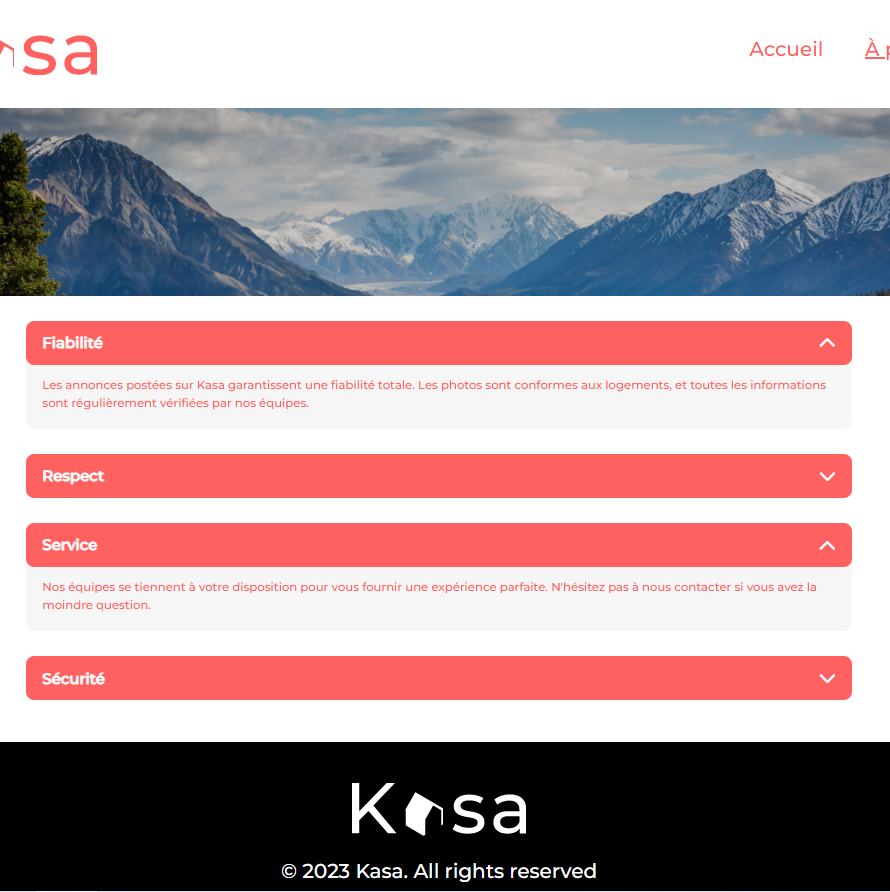 sa
Accueil
À
Fiabilité
Les annonces postées sur Kasa garantissent une fiabilité totale. Les photos sont conformes aux logements, et toutes les informations
sont régulièrement vérifiées par nos équipes.
Respect
Service
Nos équipes se tiennent à votre disposition pour vous fournir une expérience parfaite. N'hésitez pas à nous contacter si vous avez la
moindre question.
Sécurité
Kasa
© 2023 Kasa. All rights reserved